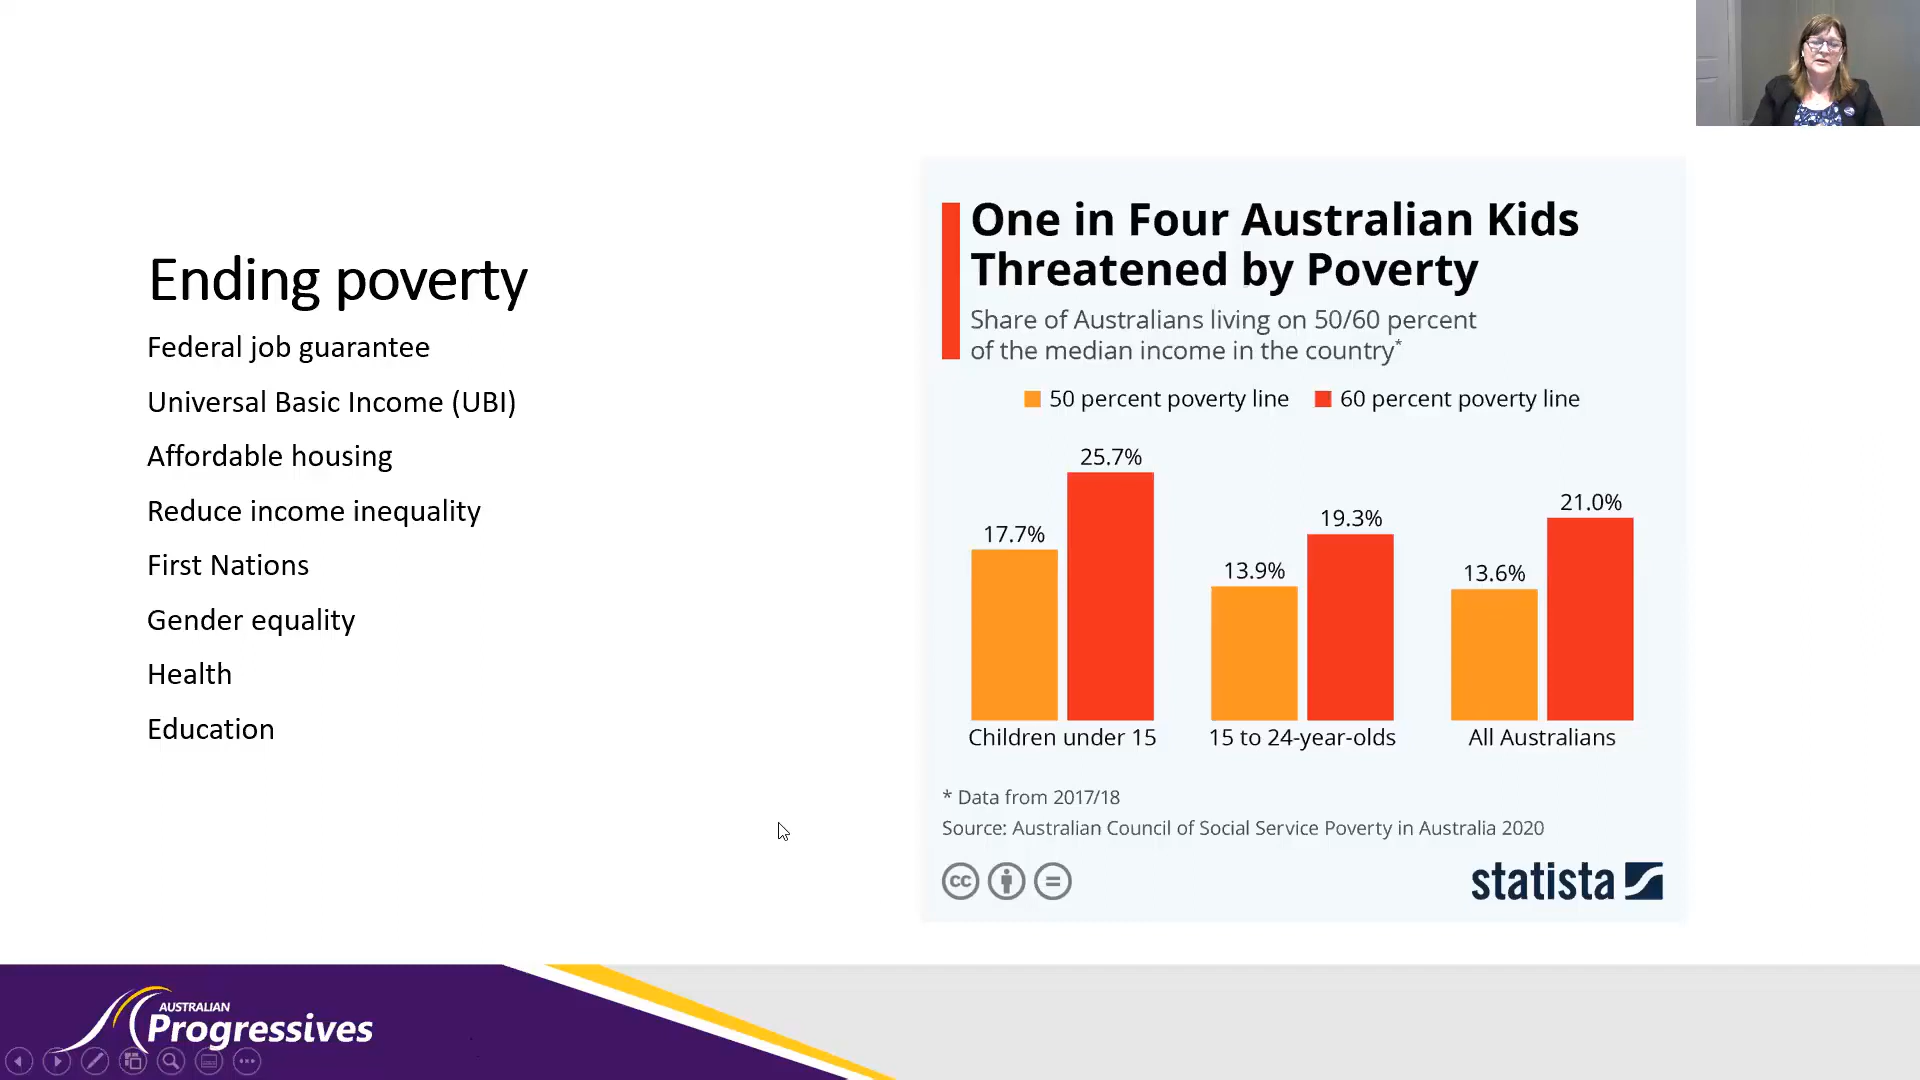 Ending poverty
Federal job guarantee
Universal Basic Income (UBI)
Affordable housing
Reduce income inequality
First Nations
Gender equality
Health
Education
One in Four Australian Kids
Threatened by Poverty
Share of Australians living on 50/60 percent
of the median income in the country*
50 percent poverty line 60 percent poverty line
25.7%
17.7%
19.3%
13.9%
21.0%
13.6%
Children under 15 15 to 24-year-olds All Australians
* Data from 2017/18
Source: Australian Council of Social Service Poverty in Australia 2020
cc
statista
AUSTRALIAN
Progressives